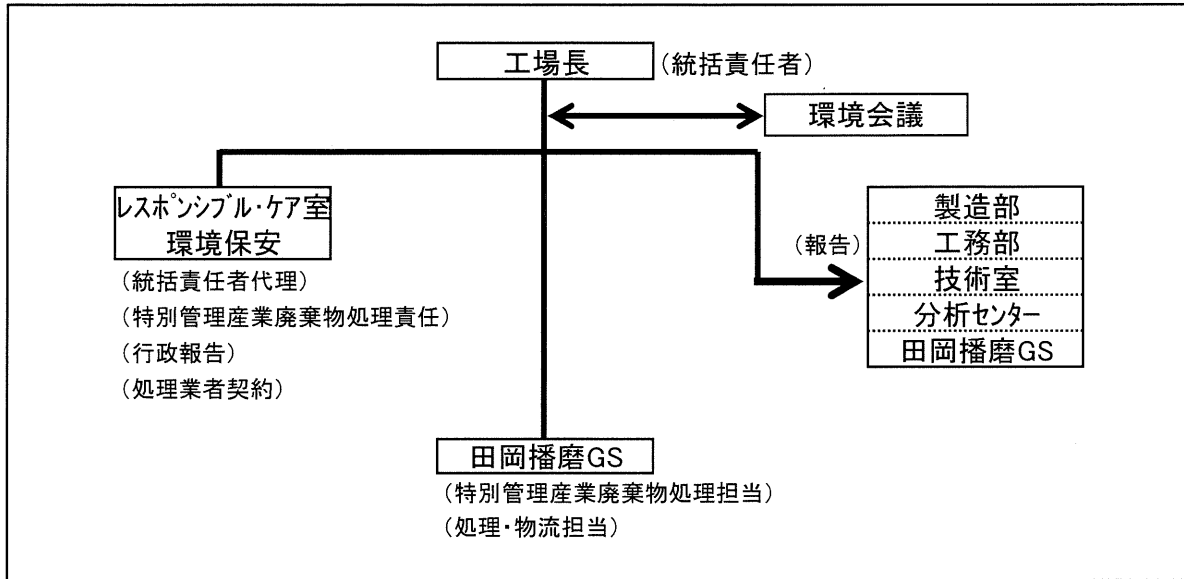 工場長 (統括責任者)
環境会議
レスポンシブル・ケア室
環境保安
(統括責任者代理)
(特別管理産業廃棄物処理責任)
(行政報告)
(処理業者契約)
(報告)
製造部
工務部
技術室
分析センター
田岡播磨GS
田岡播磨GS
(特別管理産業廃棄物処理担当)
(処理・物流担当)